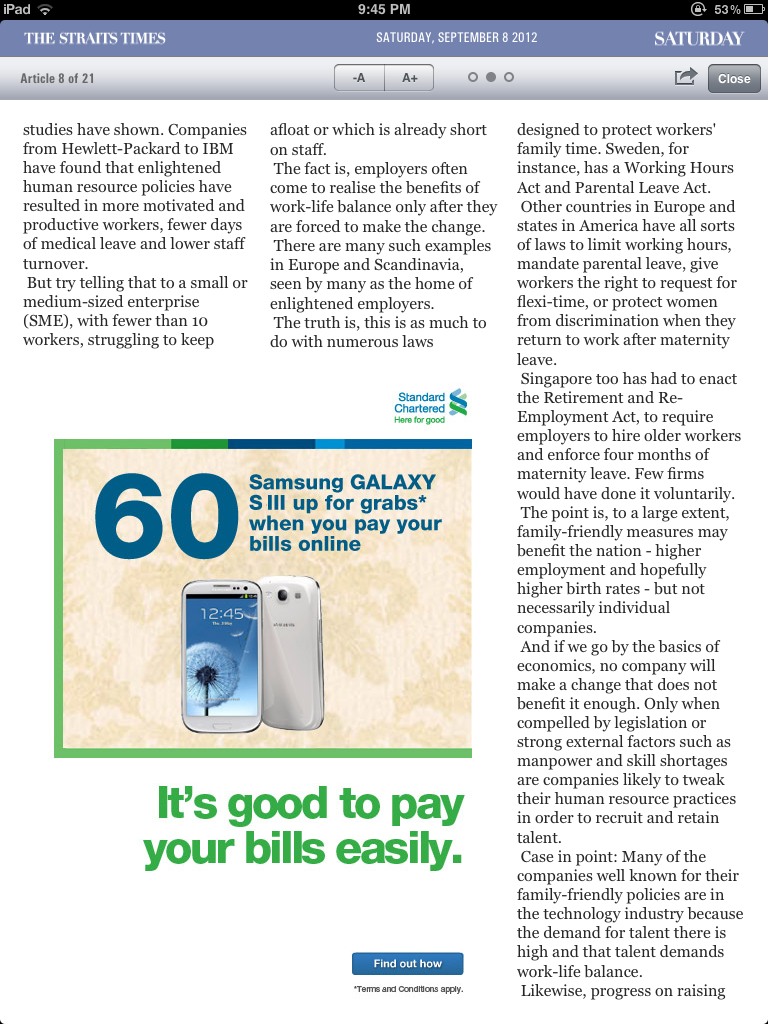 iPad
9:45 PM
53%
THE STRAITS TIMES
SATURDAY, SEPTEMBER 8 2012
SATURDAY
Article 8 of 21
-A
A+
Close
studies have shown. Companies
from Hewlett-Packard to IBM
have found that enlightened
human resource policies have
resulted in more motivated and
productive workers, fewer days
of medical leave and lower staff
turnover.
But try telling that to a small or
medium-sized enterprise
(SME), with fewer than 10
workers, struggling to keep
afloat or which is already short
on staff.
The fact is, employers often
come to realise the benefits of
work-life balance only after they
are forced to make the change.
There are many such examples
in Europe and Scandinavia,
seen by many as the home of
enlightened employers.
The truth is, this is as much to
do with numerous laws
designed to protect workers'
family time. Sweden, for
instance, has a Working Hours
Act and Parental Leave Act.
Other countries in Europe and
states in America have all sorts
of laws to limit working hours,
mandate parental leave, give
workers the right to request for
flexi-time, or protect women
from discrimination when they
return to work after maternity
leave.
Singapore too has had to enact
the Retirement and Re-
Employment Act, to require
employers to hire older workers
and enforce four months of
maternity leave. Few firms
would have done it voluntarily.
The point is, to a large extent,
family-friendly measures may
benefit the nation - higher
employment and hopefully
higher birth rates - but not
necessarily individual
companies.
And if we go by the basics of
economics, no company will
make a change that does not
benefit it enough. Only when
compelled by legislation or
strong external factors such as
manpower and skill shortages
are companies likely to tweak
their human resource practices
in order to recruit and retain
talent.
Case in point: Many of the
companies well known for their
family-friendly policies are in
the technology industry because
the demand for talent there is
high and that talent demands
work-life balance.
Likewise, progress on raising
Standard
Chartered
Here for good
60
Samsung GALAXY
S III up for grabs*
when you pay your
bills online
12:45
SAMSUNG
It's good to pay
your bills easily.
Find out how
*Terms and Conditions apply.